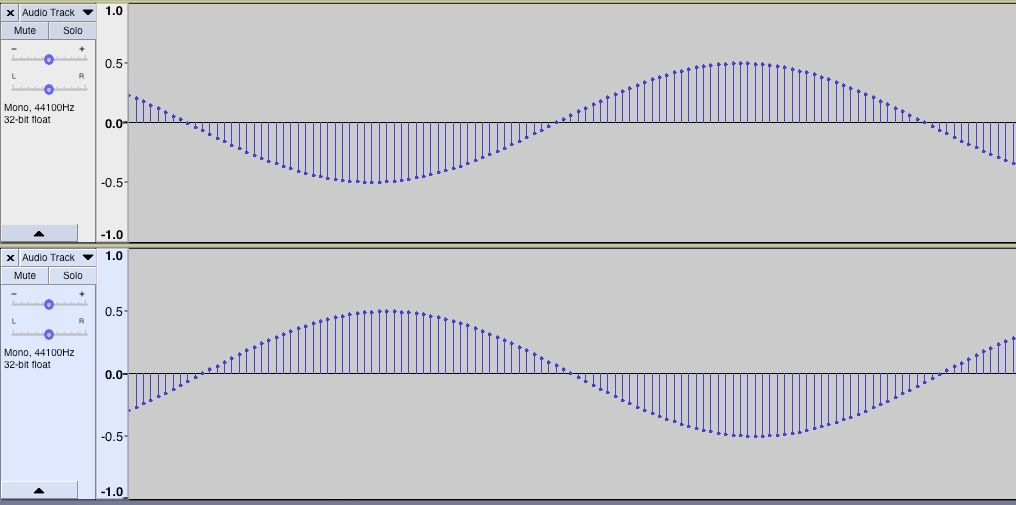 × Audio Track
Mute Solo
- +
L R
Mono, 44100Hz
32-bit float
1.0
0.5
0.0
-0.5
-1.0
× Audio Track
Mute Solo
- +
L R
Mono, 44100Hz
32-bit float
1.0
0.5
0.0
-0.5
-1.0